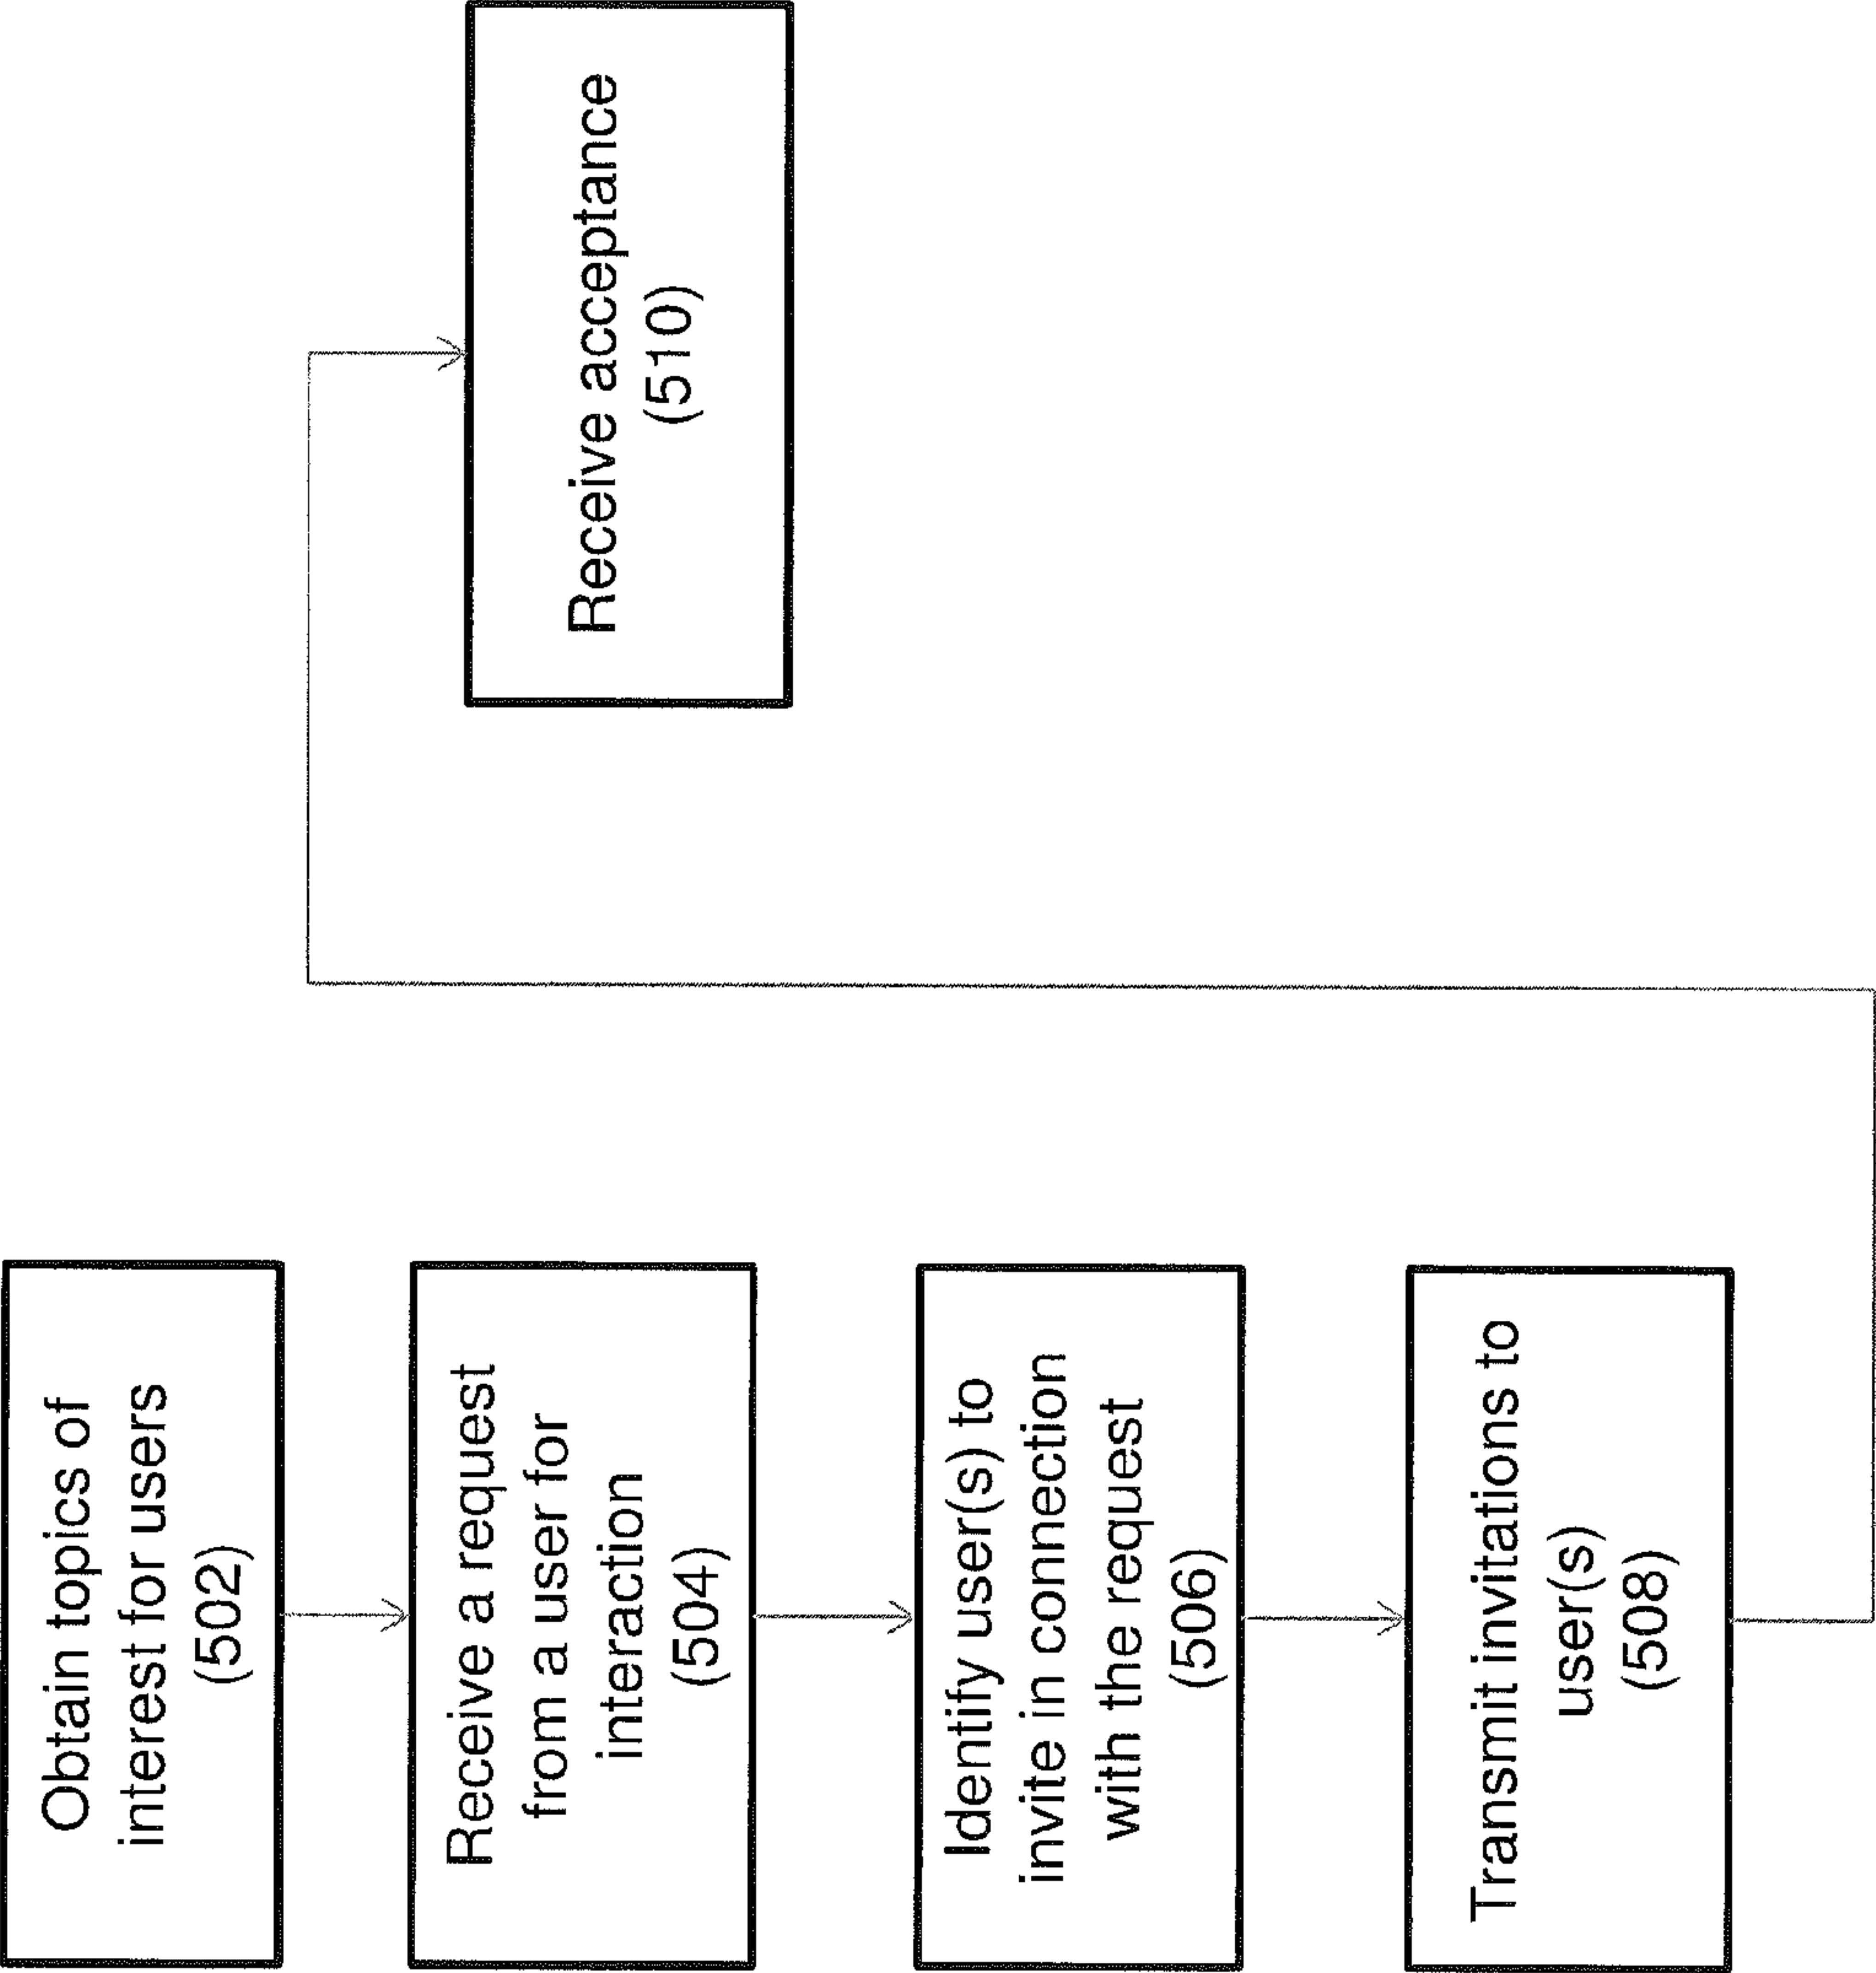 Obtain topics of
interest for users
(502)
Receive a request
from a user for
interaction
(504)
Identify user(s) to
invite in connection
with the request
(506)
Transmit invitations to
user(s)
(508)
Receive acceptance
(510)